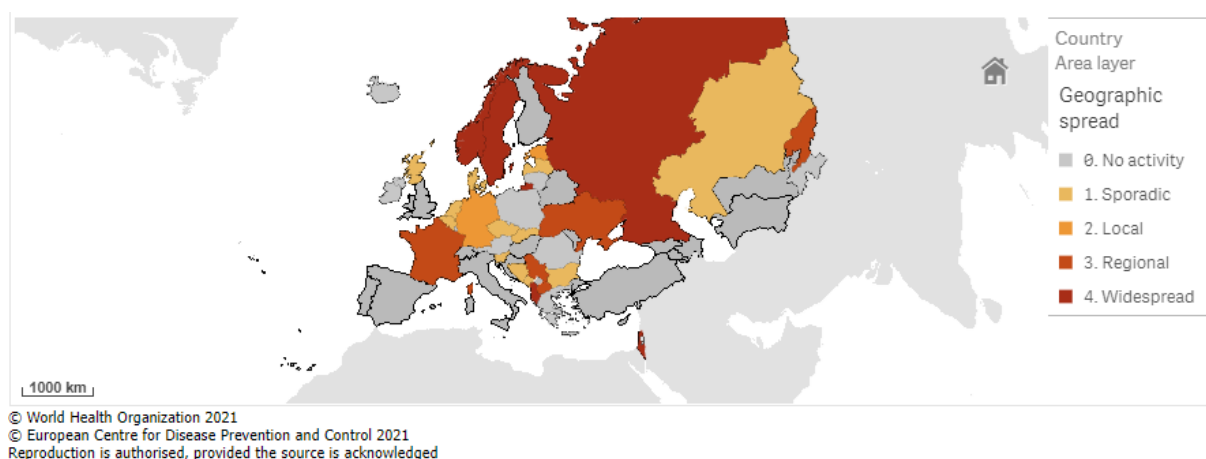 Country
Area layer
Geographic
spread
0. No activity
1. Sporadic
2. Local
3. Regional
4. Widespread
1000 km
© World Health Organization 2021
© European Centre for Disease Prevention and Control 2021
Reproduction is authorised, provided the source is acknowledged